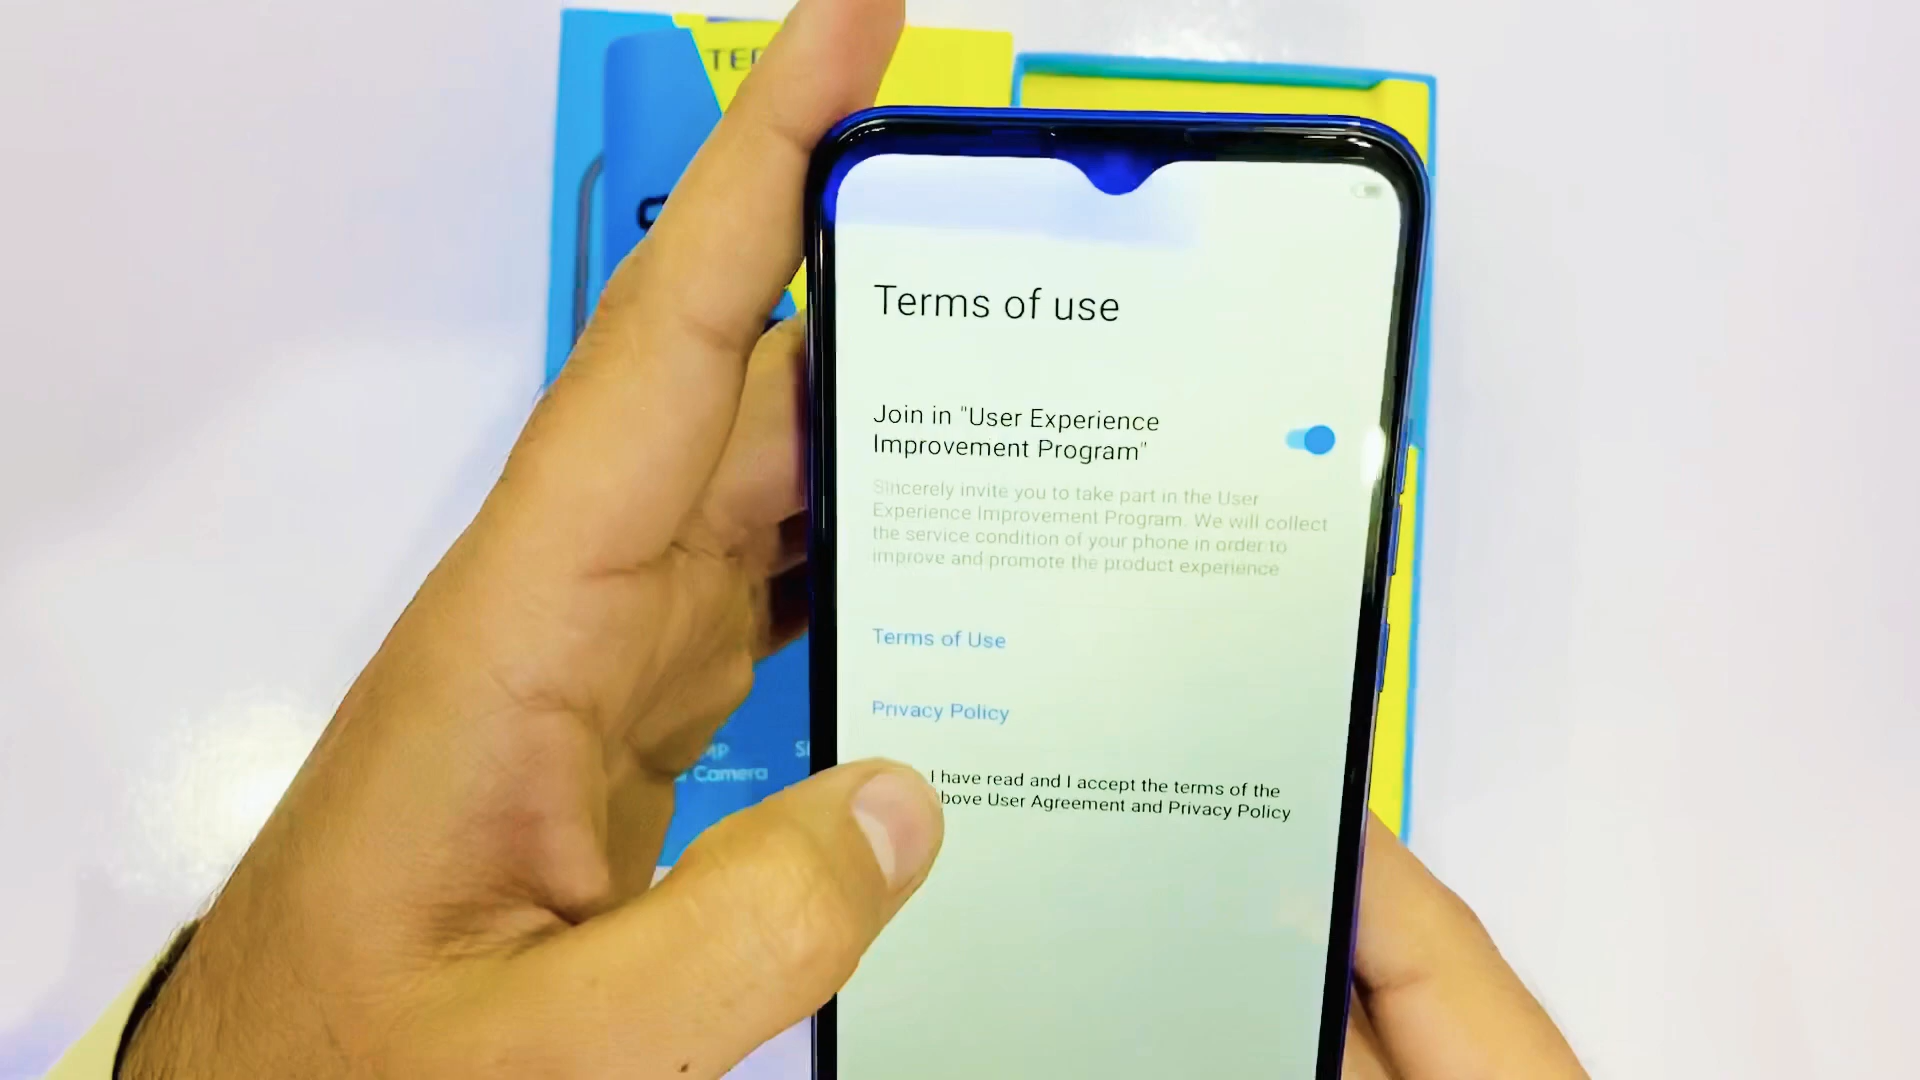 Terms of use
Join in "User Experience
Improvement Program"
Sincerely invite you to take part in the User
Experience Improvement Program. We will collect
the service condition of your phone in order to
improve and promote the product experience
Terms of Use
Privacy Policy
I have read and I accept the terms of the
User Agreement and Privacy Policy
MP
Camera